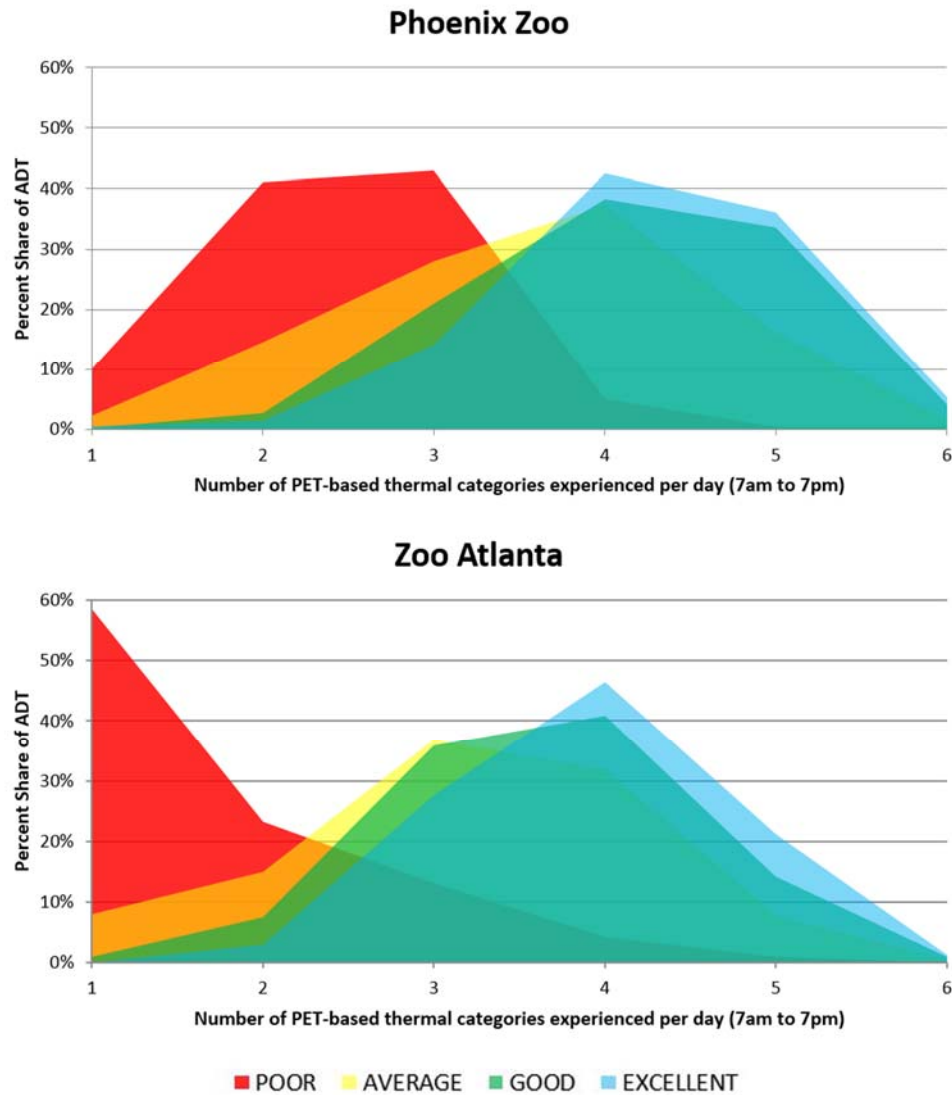 Phoenix Zoo
60%
50%
40%
30%
20%
10%
0%
Percent Share of ADT
1 2 3 4 5 6
Number of PET-based thermal categories experienced per day (7am to 7pm)
Zoo Atlanta
60%
50%
40%
30%
20%
10%
0%
Percent Share of ADT
1 2 3 4 5 6
Number of PET-based thermal categories experienced per day (7am to 7pm)
POOR AVERAGE GOOD EXCELLENT